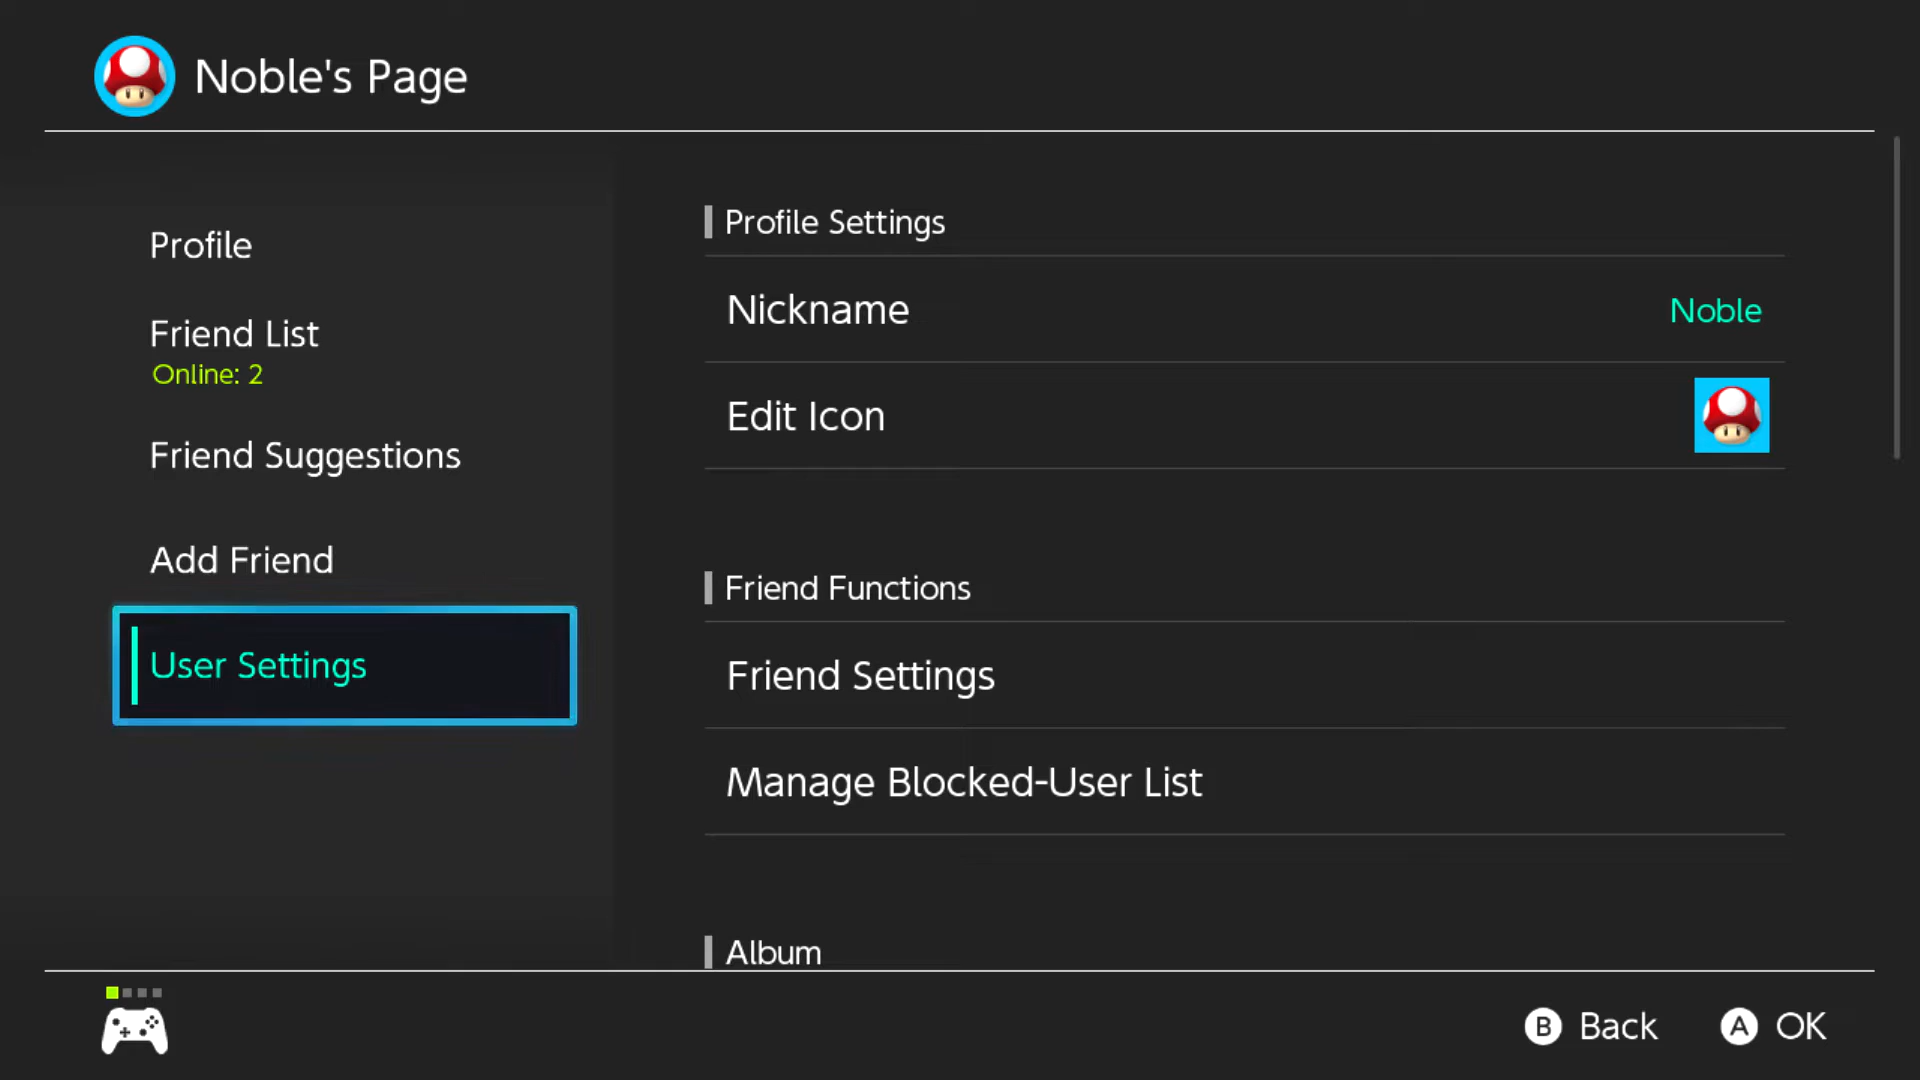 Noble's Page
Profile
Friend List
Online: 2
Friend Suggestions
Add Friend
User Settings
Profile Settings
Nickname
Noble
Edit Icon
Friend Functions
Friend Settings
Manage Blocked-User List
Album
B Back
A OK